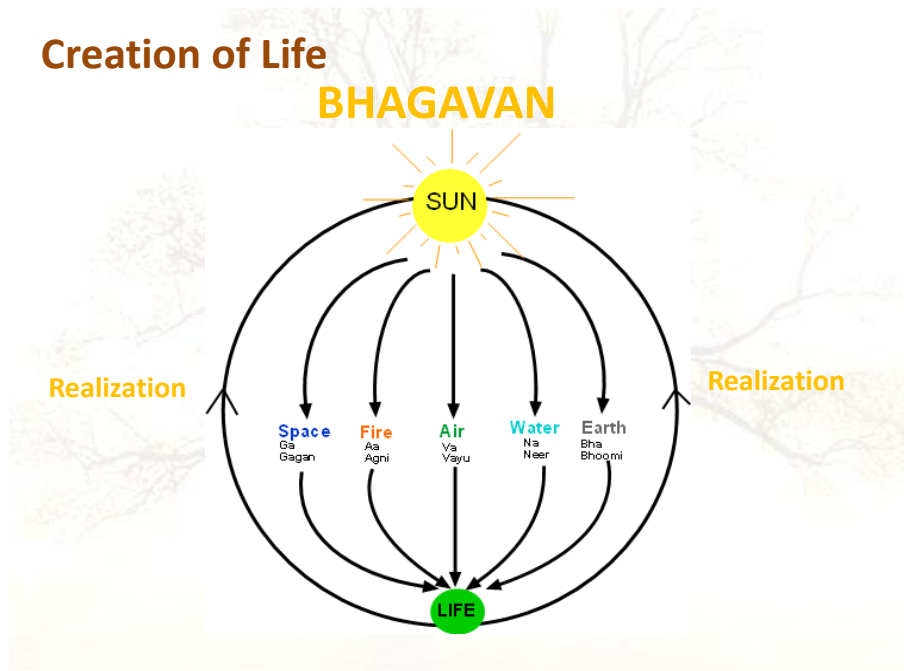 Creation of Life
BHAGAVAN
SUN
Realization
Realization
Space
Ga
Gagan
Fire
Aa
Agni
Air
Va
Vayu
Water
Na
Neer
Earth
Bha
Bhoomi
LIFE